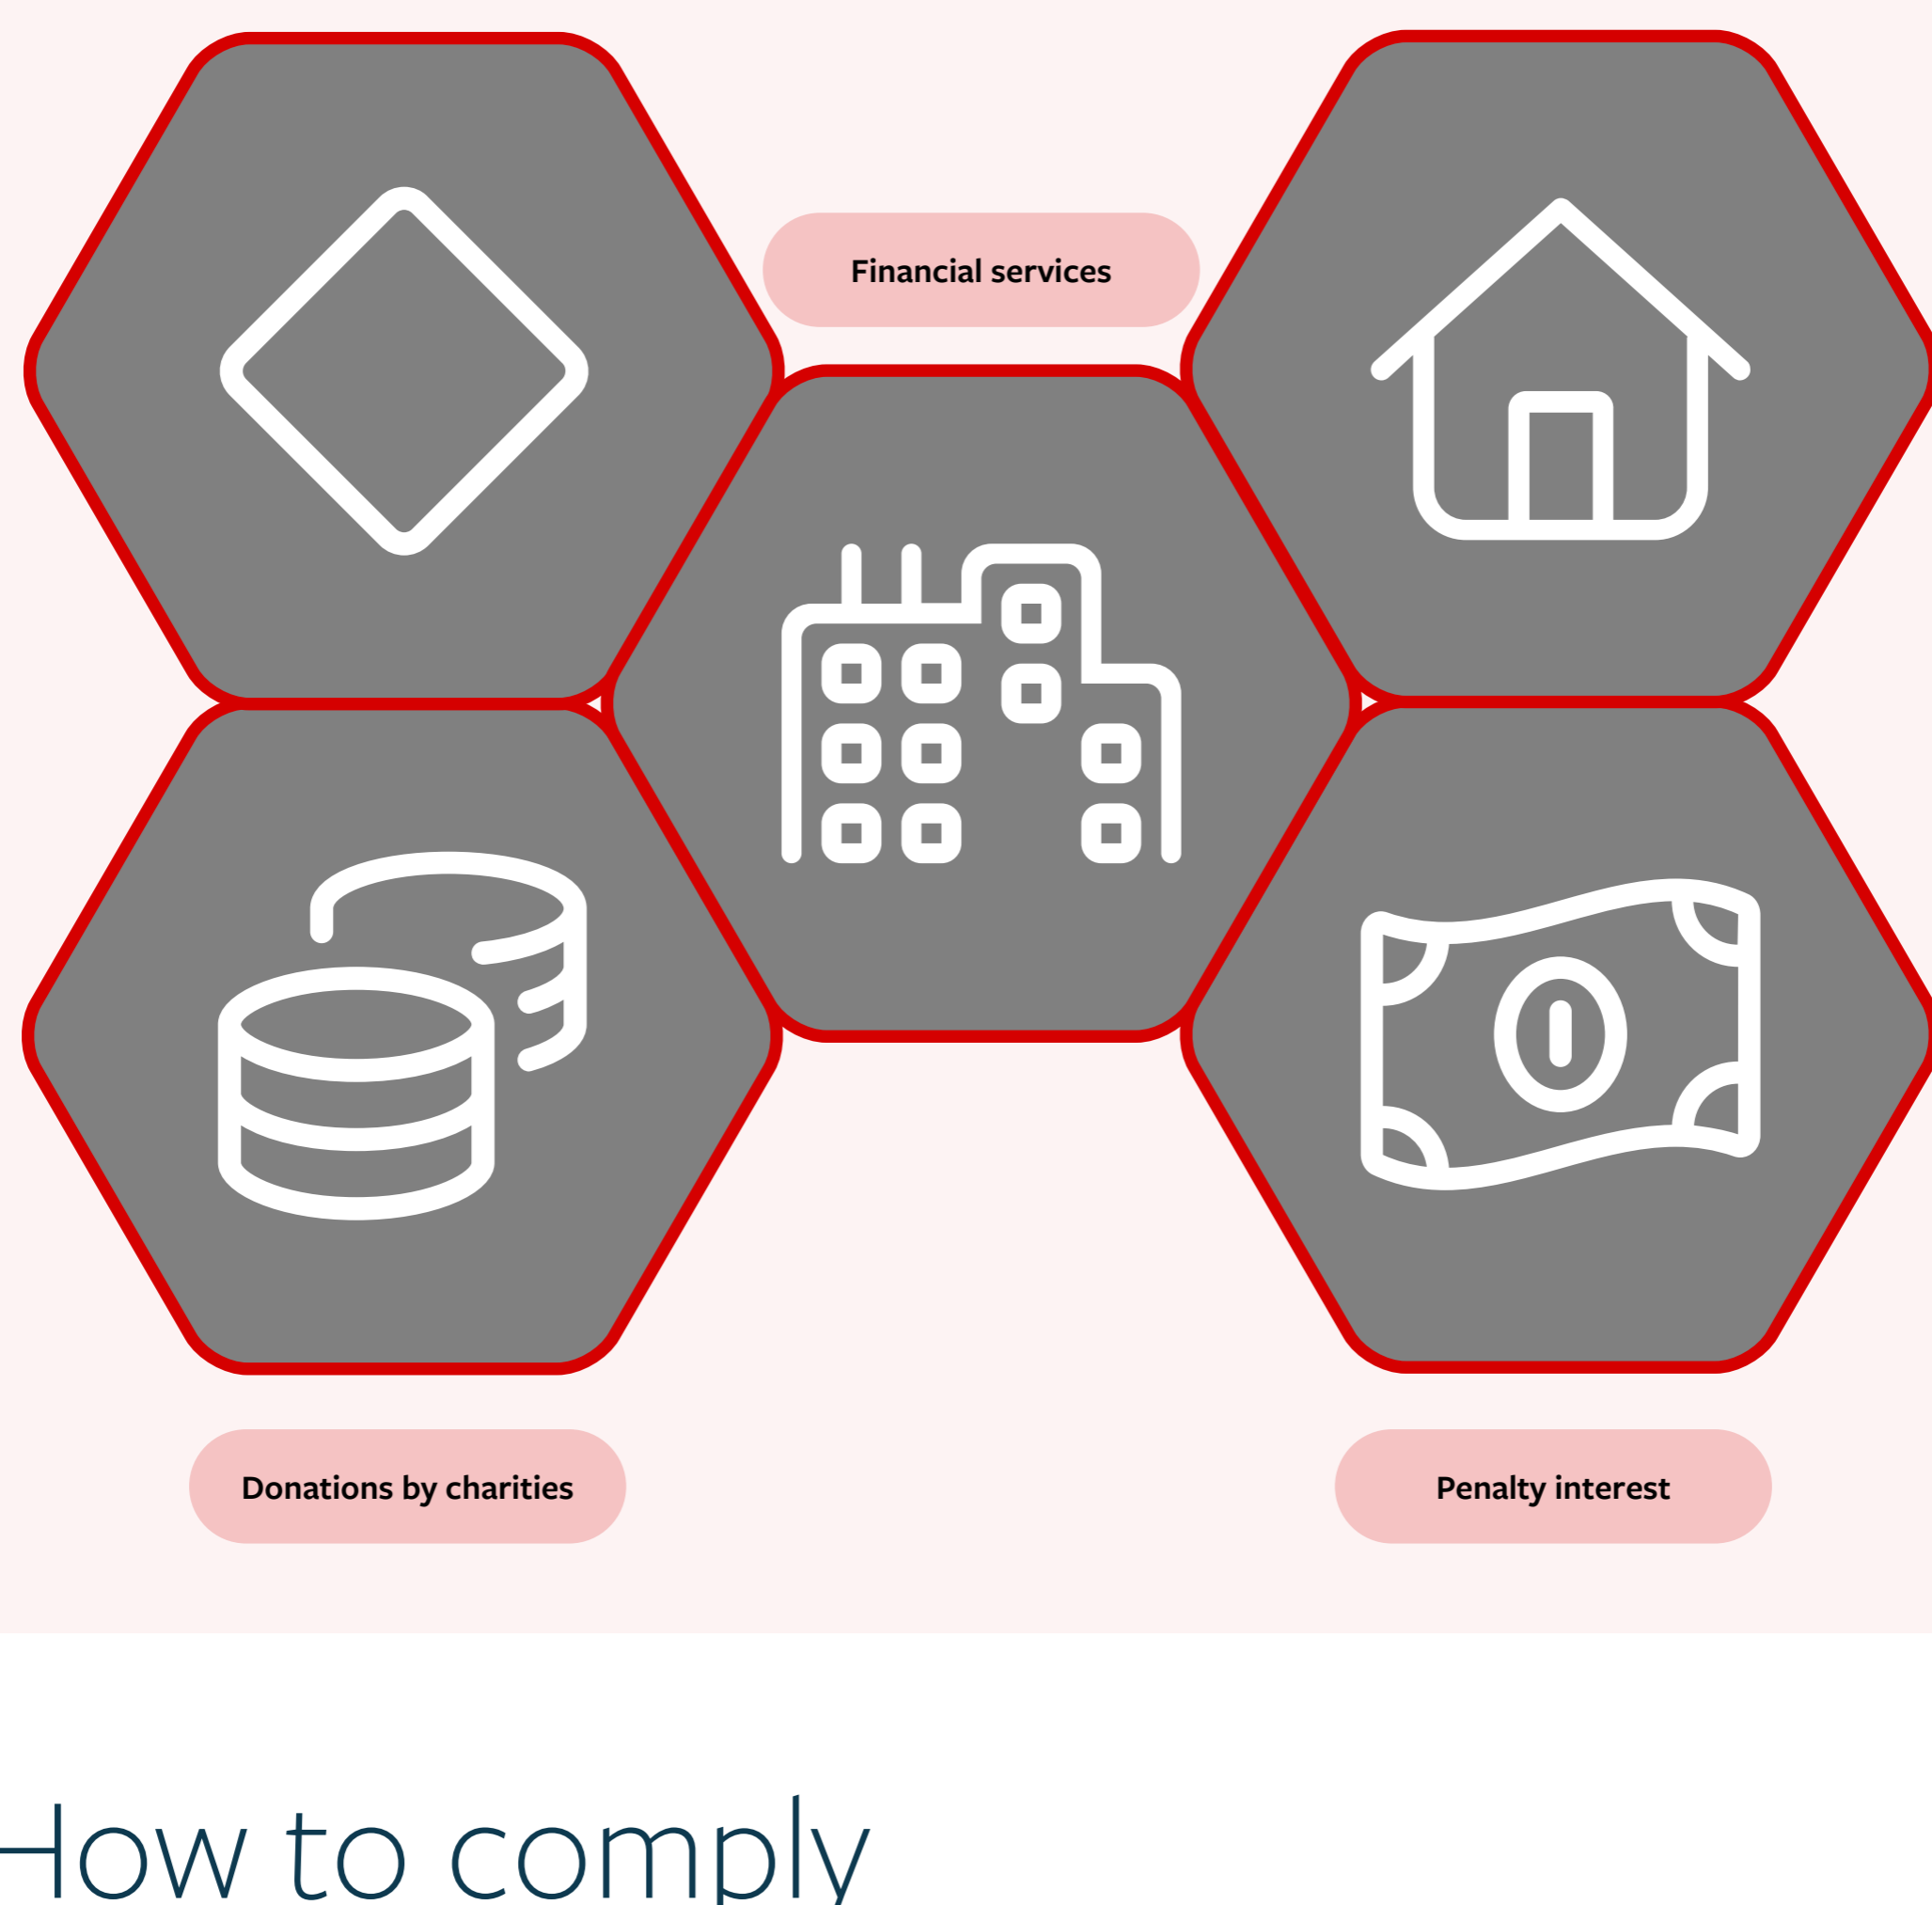 Financial services
Donations by charities
Penalty interest
How to comply